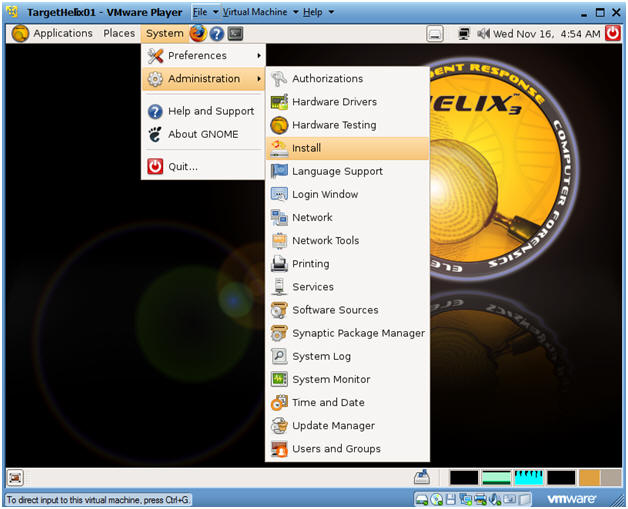 TargetHelix01 - VMware Player File Virtual Machine Help
Applications Places System Wed Nov 16, 4:54 AM
Preferences
Administration
Help and Support
About GNOME
Quit...
Authorizations
Hardware Drivers
Hardware Testing
Install
Language Support
Login Window
Network
Network Tools
Printing
Services
Software Sources
Synaptic Package Manager
System Log
System Monitor
Time and Date
Update Manager
Users and Groups
DENT RESPONSE
HELIX3
COMPUTER FORENSICS
ELE
To direct input to this virtual machine, press Ctrl+G.
vmware